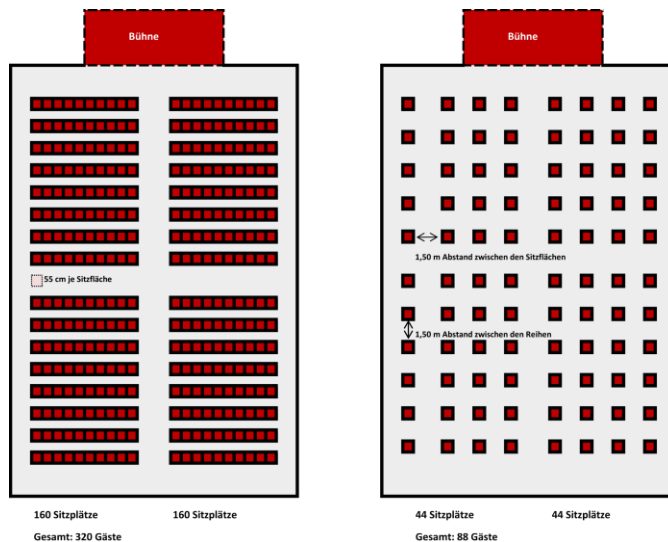 Bühne
55 cm je Sitzfläche
160 Sitzplätze
160 Sitzplätze
Gesamt: 320 Gäste
Bühne
1,50 m Abstand zwischen den Sitzflächen
1,50 m Abstand zwischen den Reihen
44 Sitzplätze
44 Sitzplätze
Gesamt: 88 Gäste